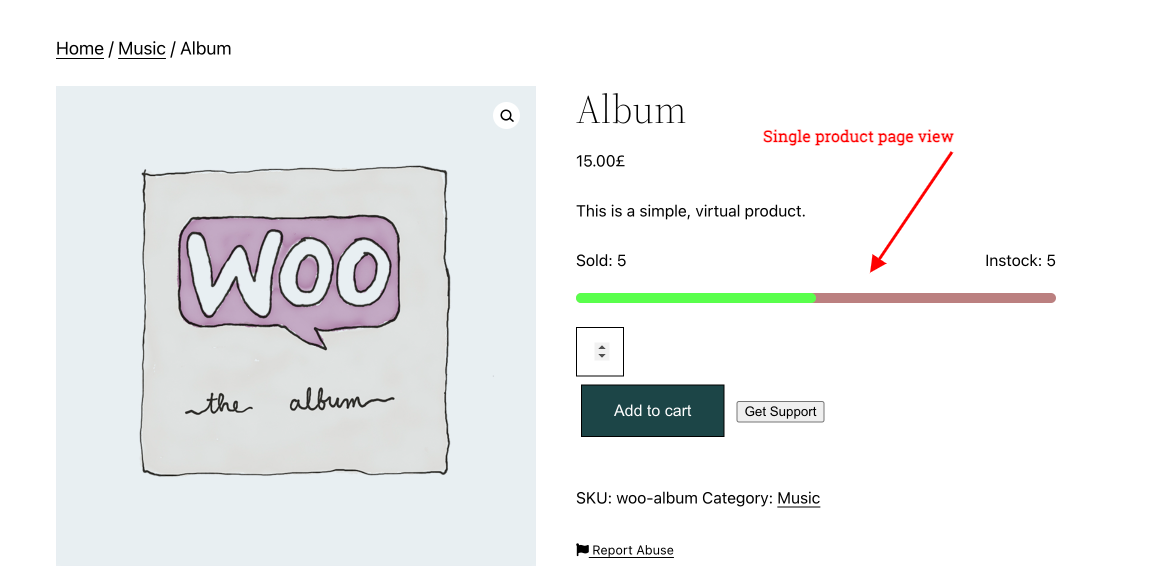 Home / Music / Album
WOO
the album
Album
Single product page view
15.00£
This is a simple, virtual product.
Sold: 5 Instock: 5
Add to cart Get Support
SKU: woo-album Category: Music
Report Abuse